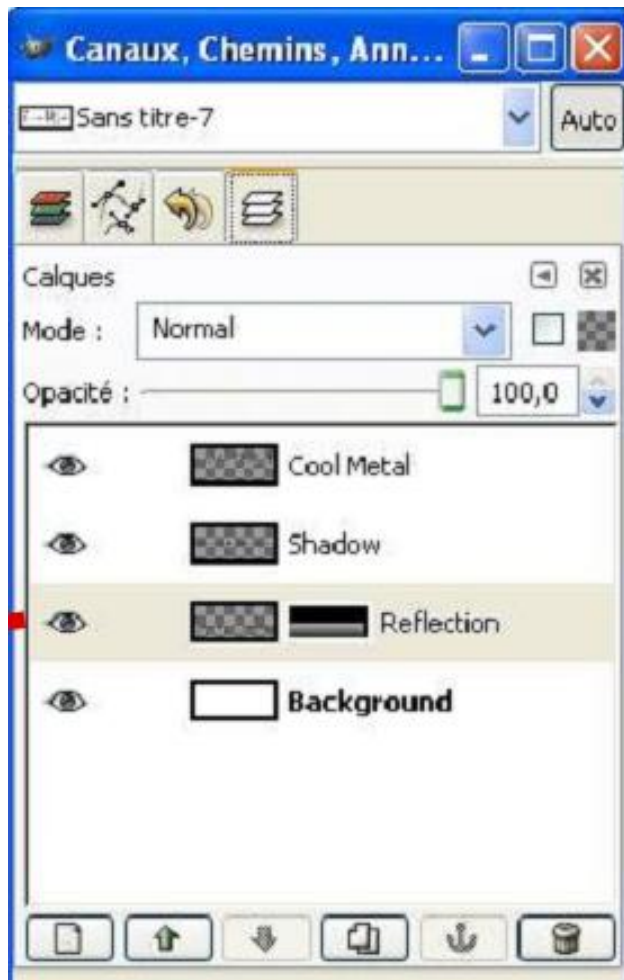 Canaux, Chemins, Ann...
Sans titre-7
Auto
Calques
Mode : Normal
Opacité : 100,0
Cool Metal
Shadow
Reflection
Background